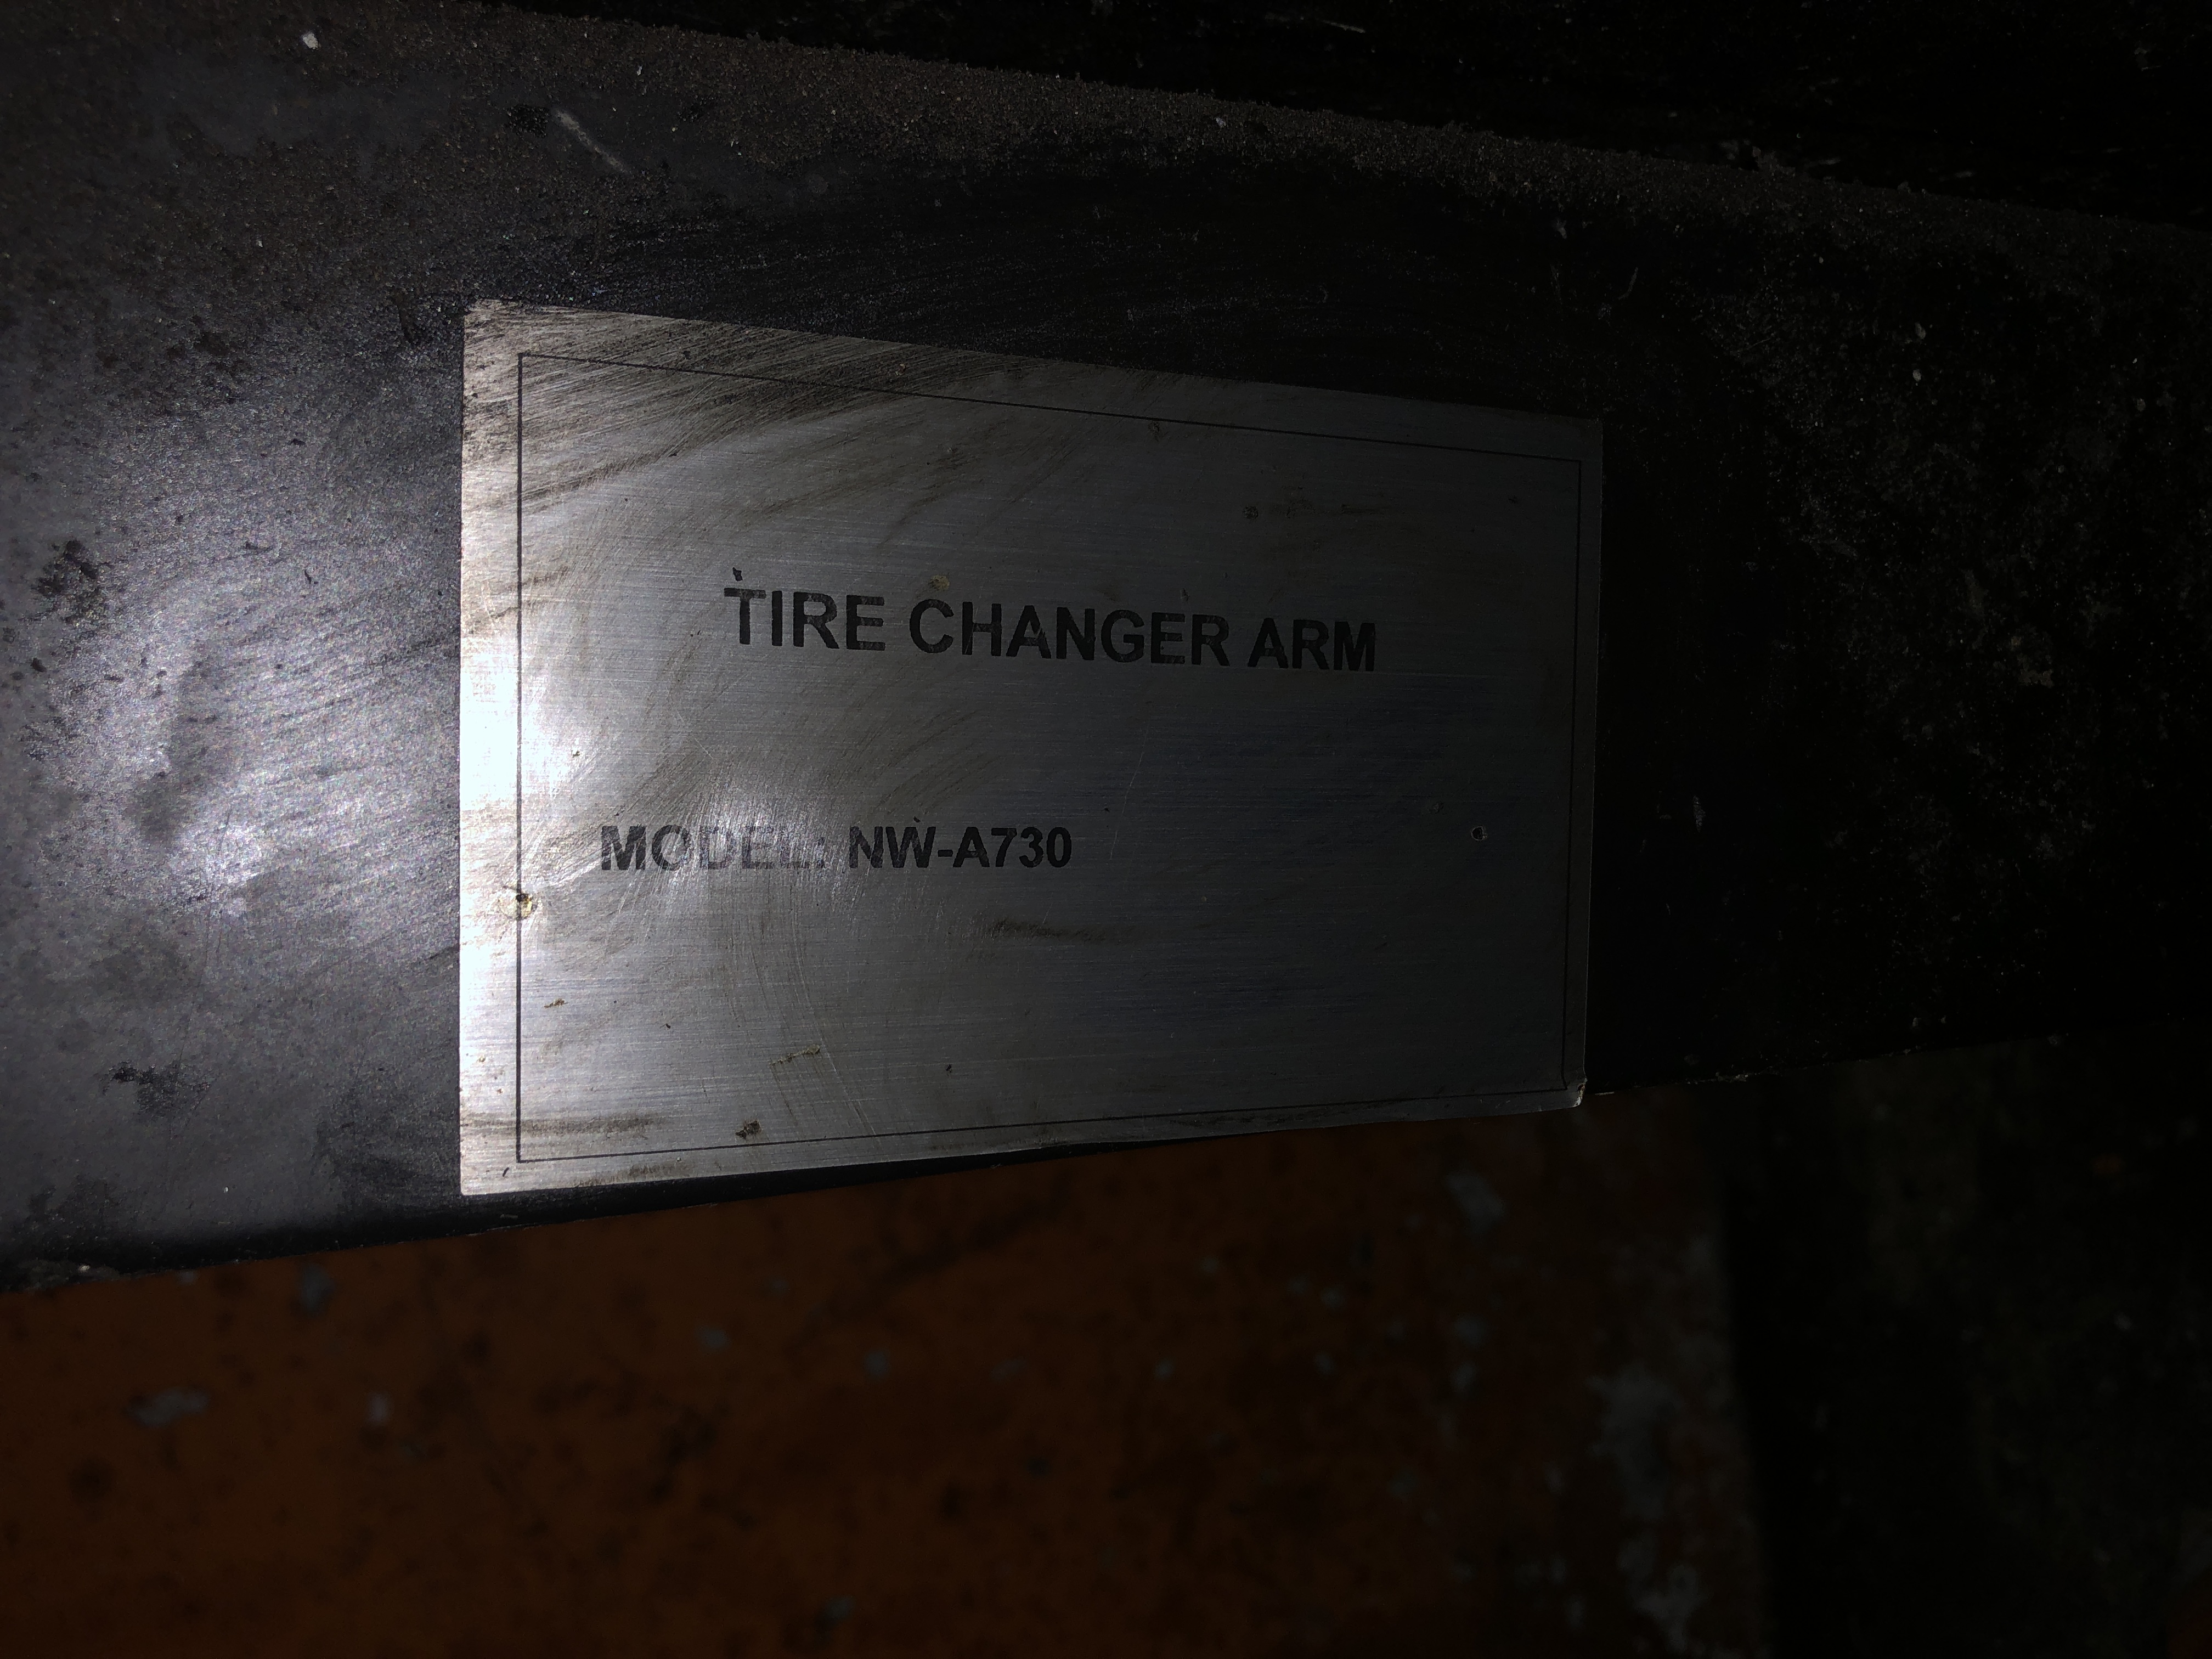 TIRE CHANGER ARM
MODEL: NW-A730